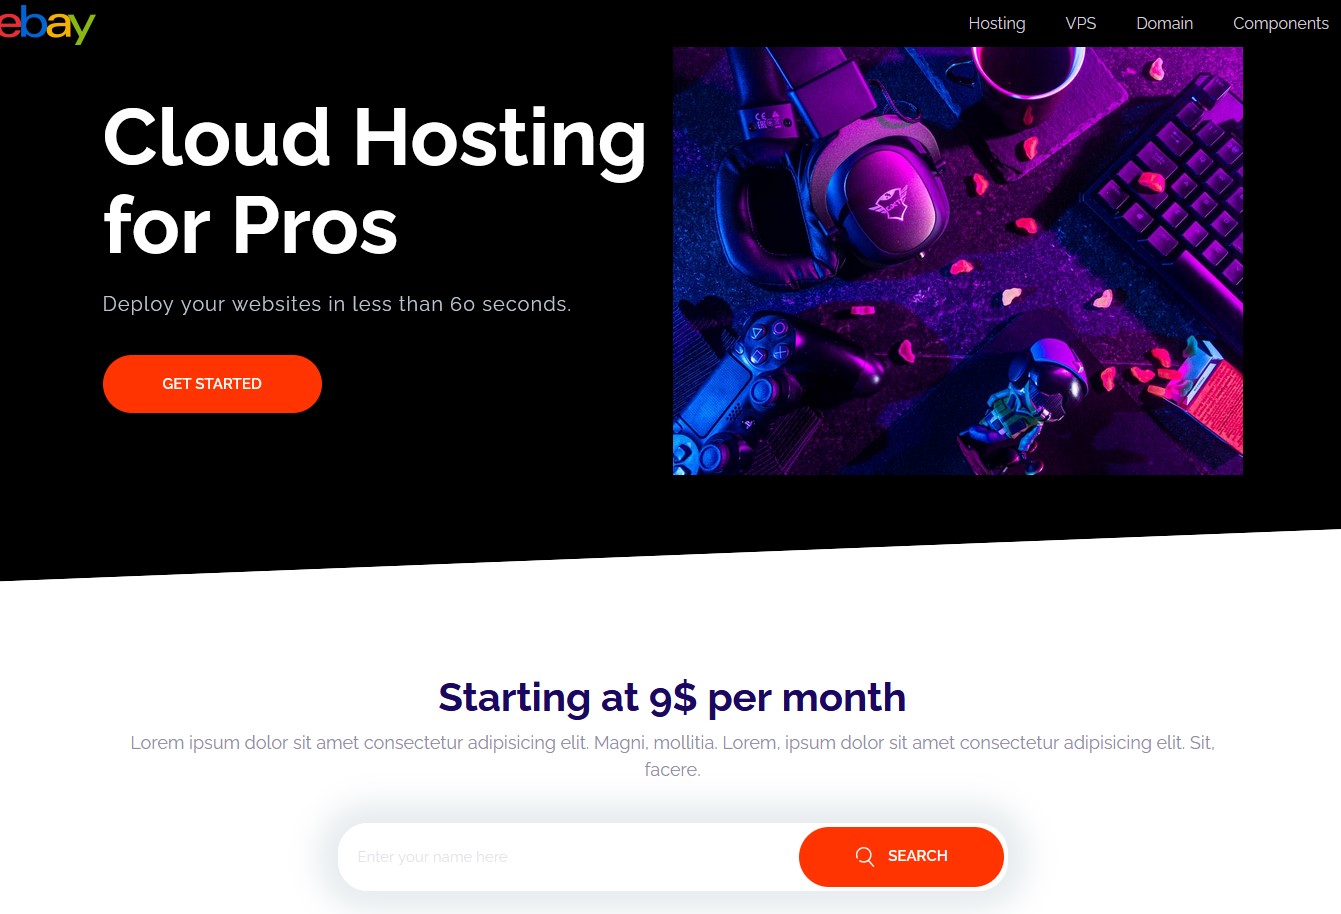 ebay
Hosting VPS Domain Components
Cloud Hosting
for Pros
Deploy your websites in less than 60 seconds.
GET STARTED
Starting at 9$ per month
Lorem ipsum dolor sit amet consectetur adipisicing elit. Magni, mollitia. Lorem, ipsum dolor sit amet consectetur adipisicing elit. Sit,
facere.
Enter your name here
SEARCH